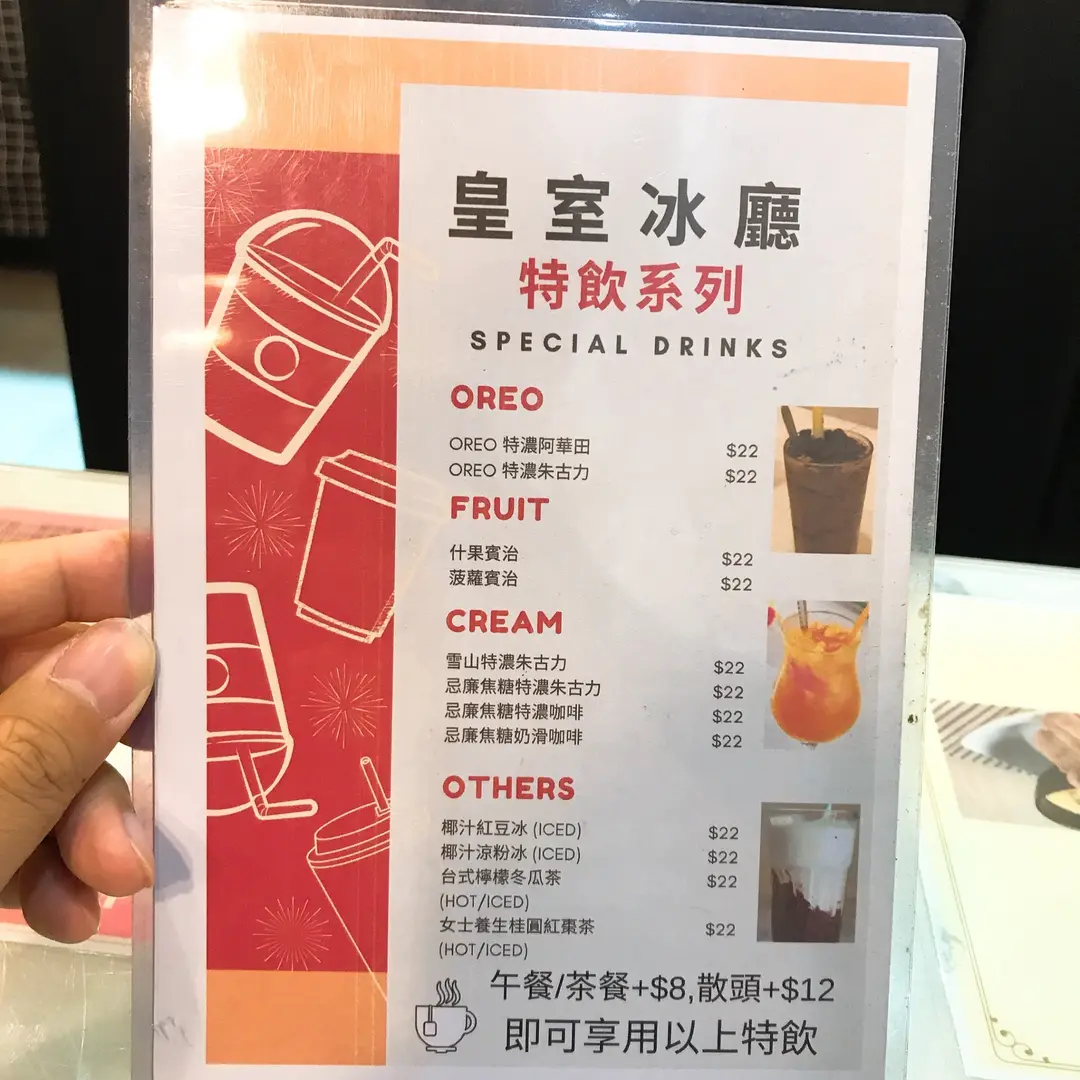 皇室冰廳
特飲系列
SPECIAL DRINKS
OREO
OREO 特濃阿華田 $22
OREO 特濃朱古力 $22
FRUIT
什果賓治 $22
菠蘿賓治 $22
CREAM
雪山特濃朱古力 $22
忌廉焦糖特濃朱古力 $22
忌廉焦糖特濃咖啡 $22
忌廉焦糖奶滑咖啡 $22
OTHERS
椰汁紅豆冰 (ICED) $22
椰汁涼粉冰 (ICED) $22
台式檸檬冬瓜茶 $22
(HOT/ICED)
女士養生桂圓紅棗茶 $22
(HOT/ICED)
午餐/茶餐+$8,散頭+$12
即可享用以上特飲